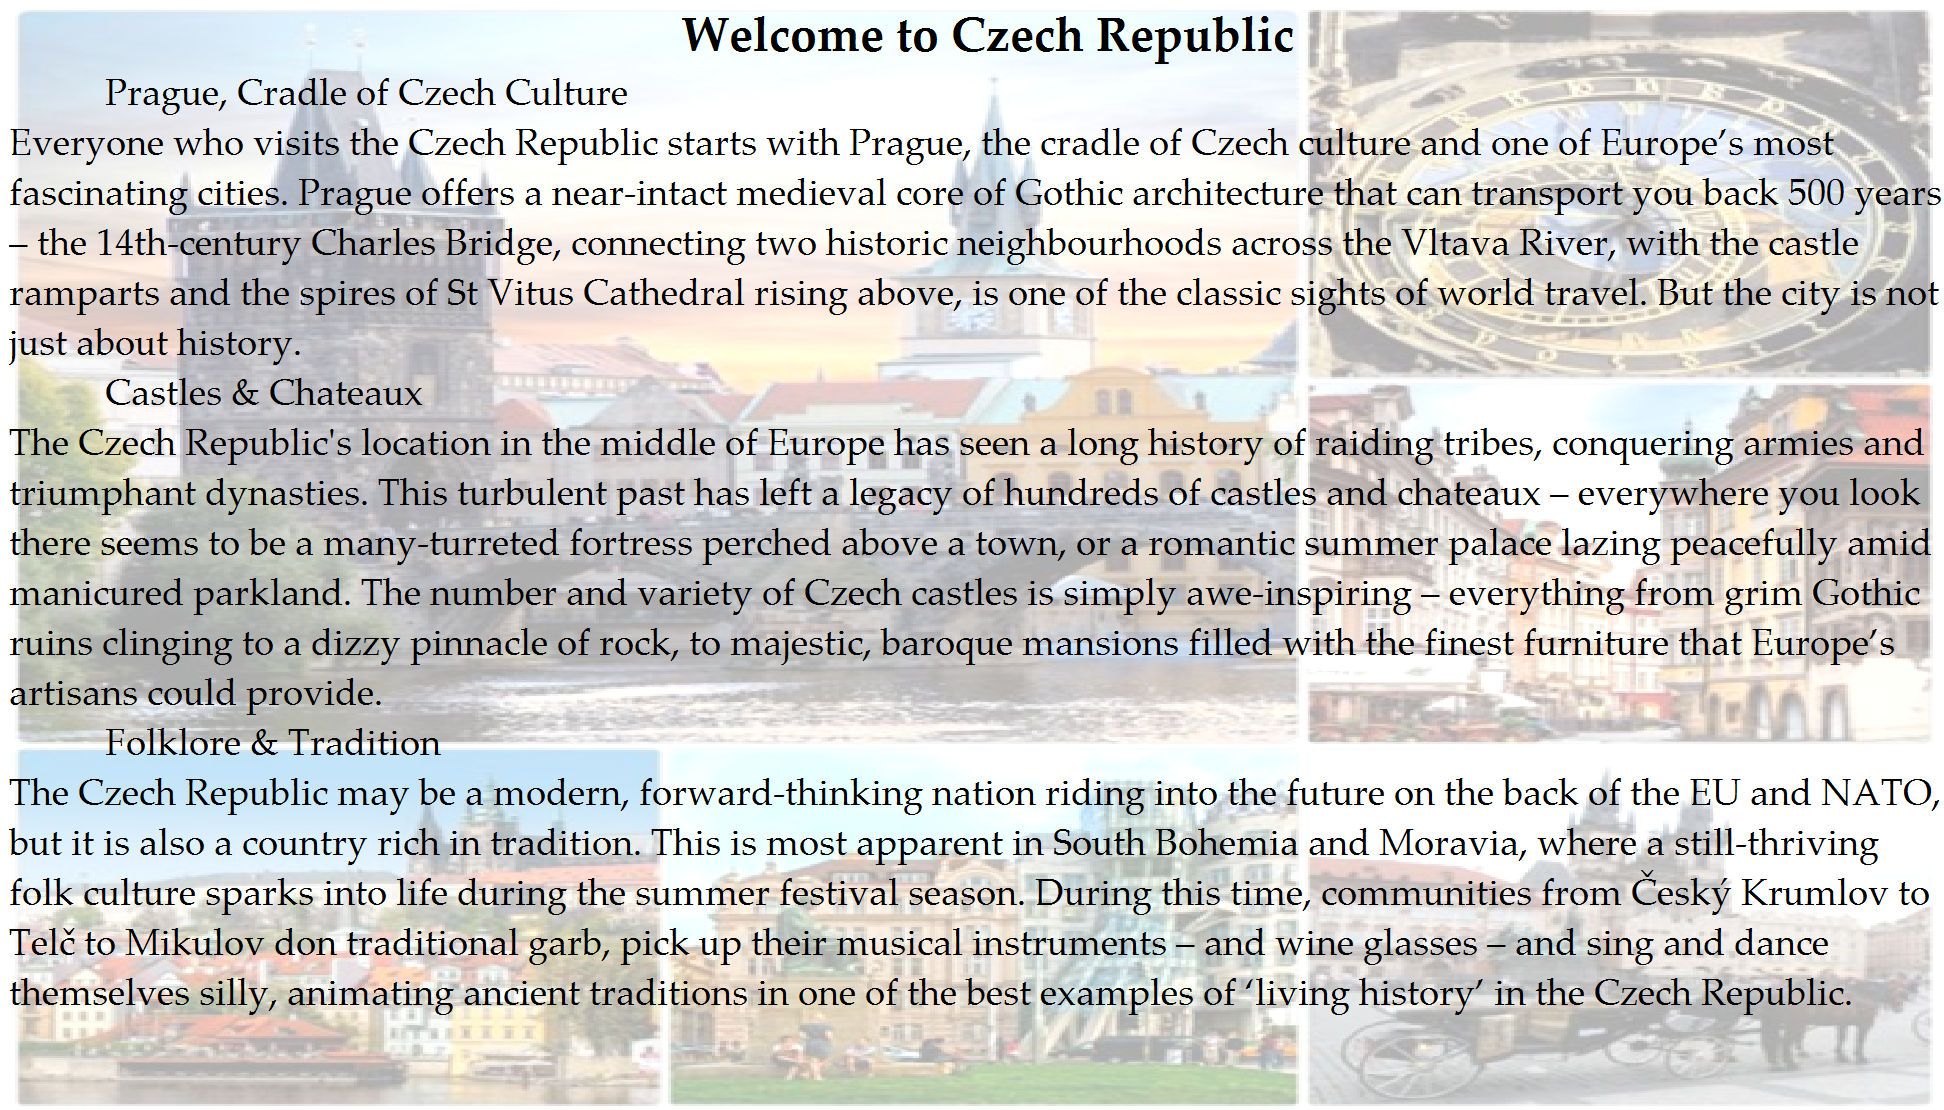 Welcome to Czech Republic
Prague, Cradle of Czech Culture
Everyone who visits the Czech Republic starts with Prague, the cradle of Czech culture and one of Europe’s most
fascinating cities. Prague offers a near-intact medieval core of Gothic architecture that can transport you back 500 years
– the 14th-century Charles Bridge, connecting two historic neighbourhoods across the Vltava River, with the castle
ramparts and the spires of St Vitus Cathedral rising above, is one of the classic sights of world travel. But the city is not
just about history.
Castles & Chateaux
The Czech Republic's location in the middle of Europe has seen a long history of raiding tribes, conquering armies and
triumphant dynasties. This turbulent past has left a legacy of hundreds of castles and chateaux – everywhere you look
there seems to be a many-turreted fortress perched above a town, or a romantic summer palace lazing peacefully amid
manicured parkland. The number and variety of Czech castles is simply awe-inspiring – everything from grim Gothic
ruins clinging to a dizzy pinnacle of rock, to majestic, baroque mansions filled with the finest furniture that Europe’s
artisans could provide.
Folklore & Tradition
The Czech Republic may be a modern, forward-thinking nation riding into the future on the back of the EU and NATO,
but it is also a country rich in tradition. This is most apparent in South Bohemia and Moravia, where a still-thriving
folk culture sparks into life during the summer festival season. During this time, communities from Český Krumlov to
Telč to Mikulov don traditional garb, pick up their musical instruments – and wine glasses – and sing and dance
themselves silly, animating ancient traditions in one of the best examples of ‘living history’ in the Czech Republic.